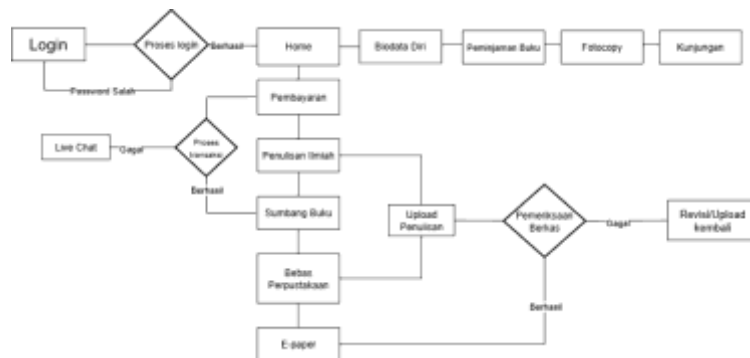 Login
Proses login
Berhasil
Home
Biodata Diri
Peminjaman Buku
Fotocopy
Kunjungan
Password Salah
Pembayaran
Live Chat
Gagal
Proses
Penulisan Ilmiah
Berhasil
Sumbang Buku
Upload
Penulisan
Pemeriksaan
Berkas
Gagal
Revisi/Upload
kembali
Bebas
Perpustakaan
Berhasil
E-paper